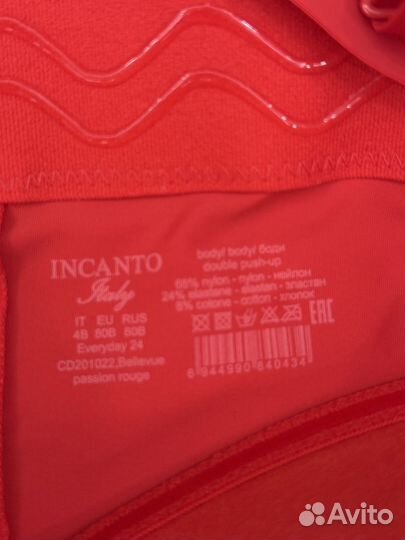 INCANTO
Italy
IT EU RUS
4B 80B 80B
Everyday 24
CD201022,Bellevue
passion rouge
body/ body/ боди
double push-up
68% nylon - nylon - нейлон
24% elastane - elastan - эластан
8% cotone - cotton - хлопок
EAC
6 944990 640434
Avito